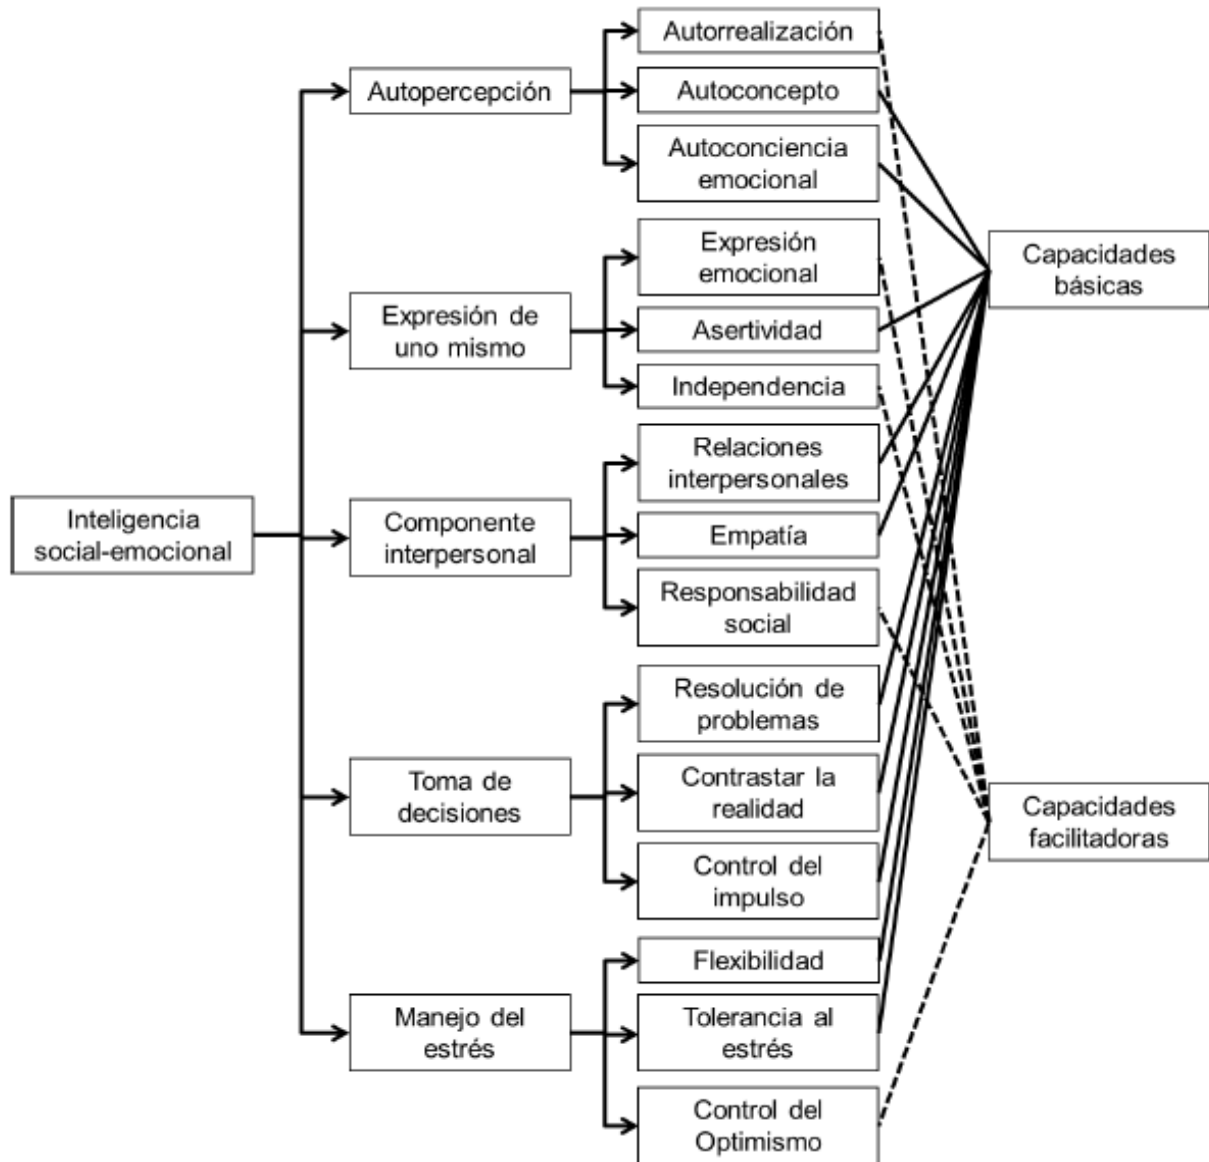 Autorrealización
Autopercepción
Autoconcepto
Autoconciencia
emocional
Expresión
emocional
Capacidades
básicas
Expresión de
uno mismo
Asertividad
Independencia
Relaciones
interpersonales
Inteligencia
social-emocional
Componente
interpersonal
Empatía
Responsabilidad
social
Resolución de
problemas
Toma de
decisiones
Contrastar la
realidad
Capacidades
facilitadoras
Control del
impulso
Flexibilidad
Manejo del
estrés
Tolerancia al
estrés
Control del
Optimismo